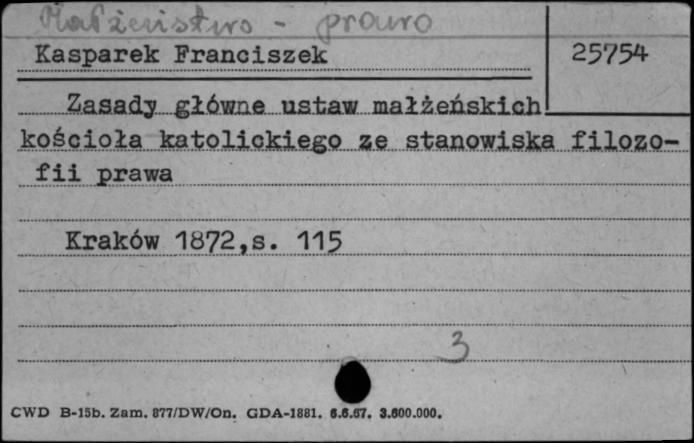 Małżeństwo - prawo
Kasparek Franciszek
25754
Zasady główne ustaw małżeńskich
kościoła katolickiego ze stanowiska filozo-
fii prawa
Kraków 1872,s. 115
3
CWD B-15b. Zam. 877/DW/On. GDA-1881. 6.6.67. 3.600.000.